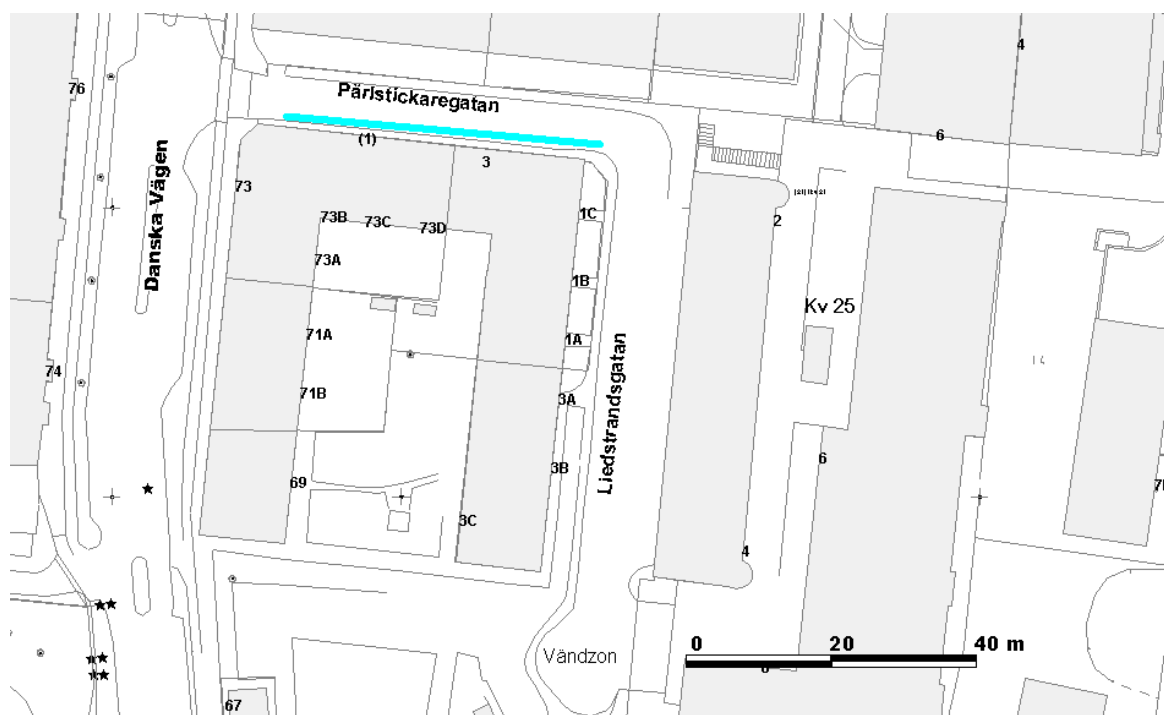 4
76
Pärlstickaregatan
(1)
3
6
73
1C
2
73B
73C
73D
Danska Vägen
73A
1B
Kv 25
71A
1A
Liedstrandsgatan
74
71B
3A
3B
6
69
3C
4
0 20 40 m
Vändzon
67